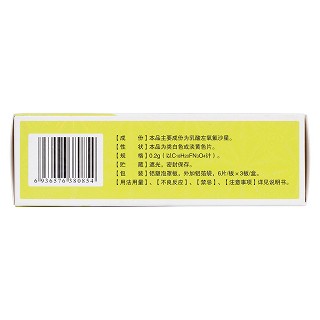 【成　份】本品主要成份为乳酸左氧氟沙星。
【性　状】本品为类白色或淡黄色片。
【规　格】0.2g（以C₁₈H₂₀FN₃O₄计）。
【贮　藏】遮光，密封保存。
【包　装】铝塑泡罩板，外加铝箔袋，6片/板×3板/盒。
【用法用量】、【不良反应】、【禁忌】、【注意事项】详见说明书。
6 936376 380834